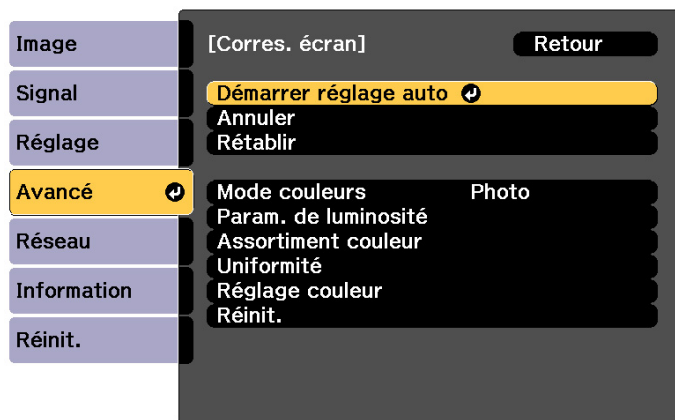 Image
Signal
Réglage
Avancé
Réseau
Information
Réinit.
[Corres. écran] Retour
Démarrer réglage auto
Annuler
Rétablir
Mode couleurs Photo
Param. de luminosité
Assortiment couleur
Uniformité
Réglage couleur
Réinit.